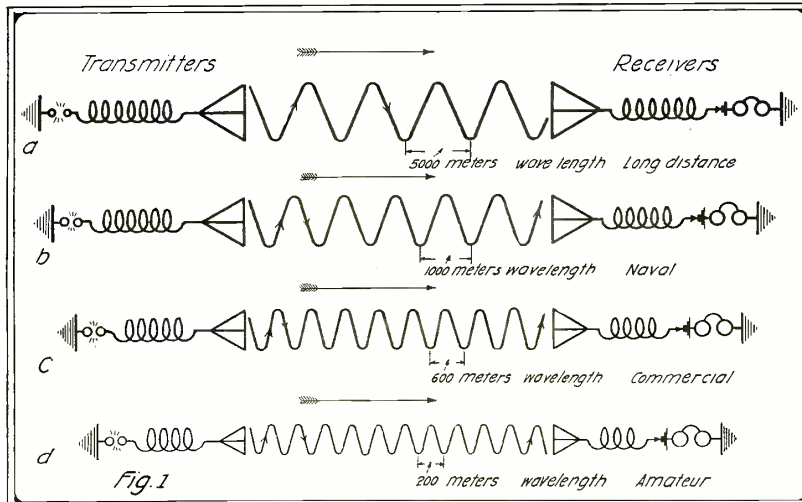 Transmitters Receivers
a
5000 meters wave length Long distance
b
1000 meters wavelength Naval
c
600 meters wavelength Commercial
d
Fig. 1
200 meters wavelength Amateur